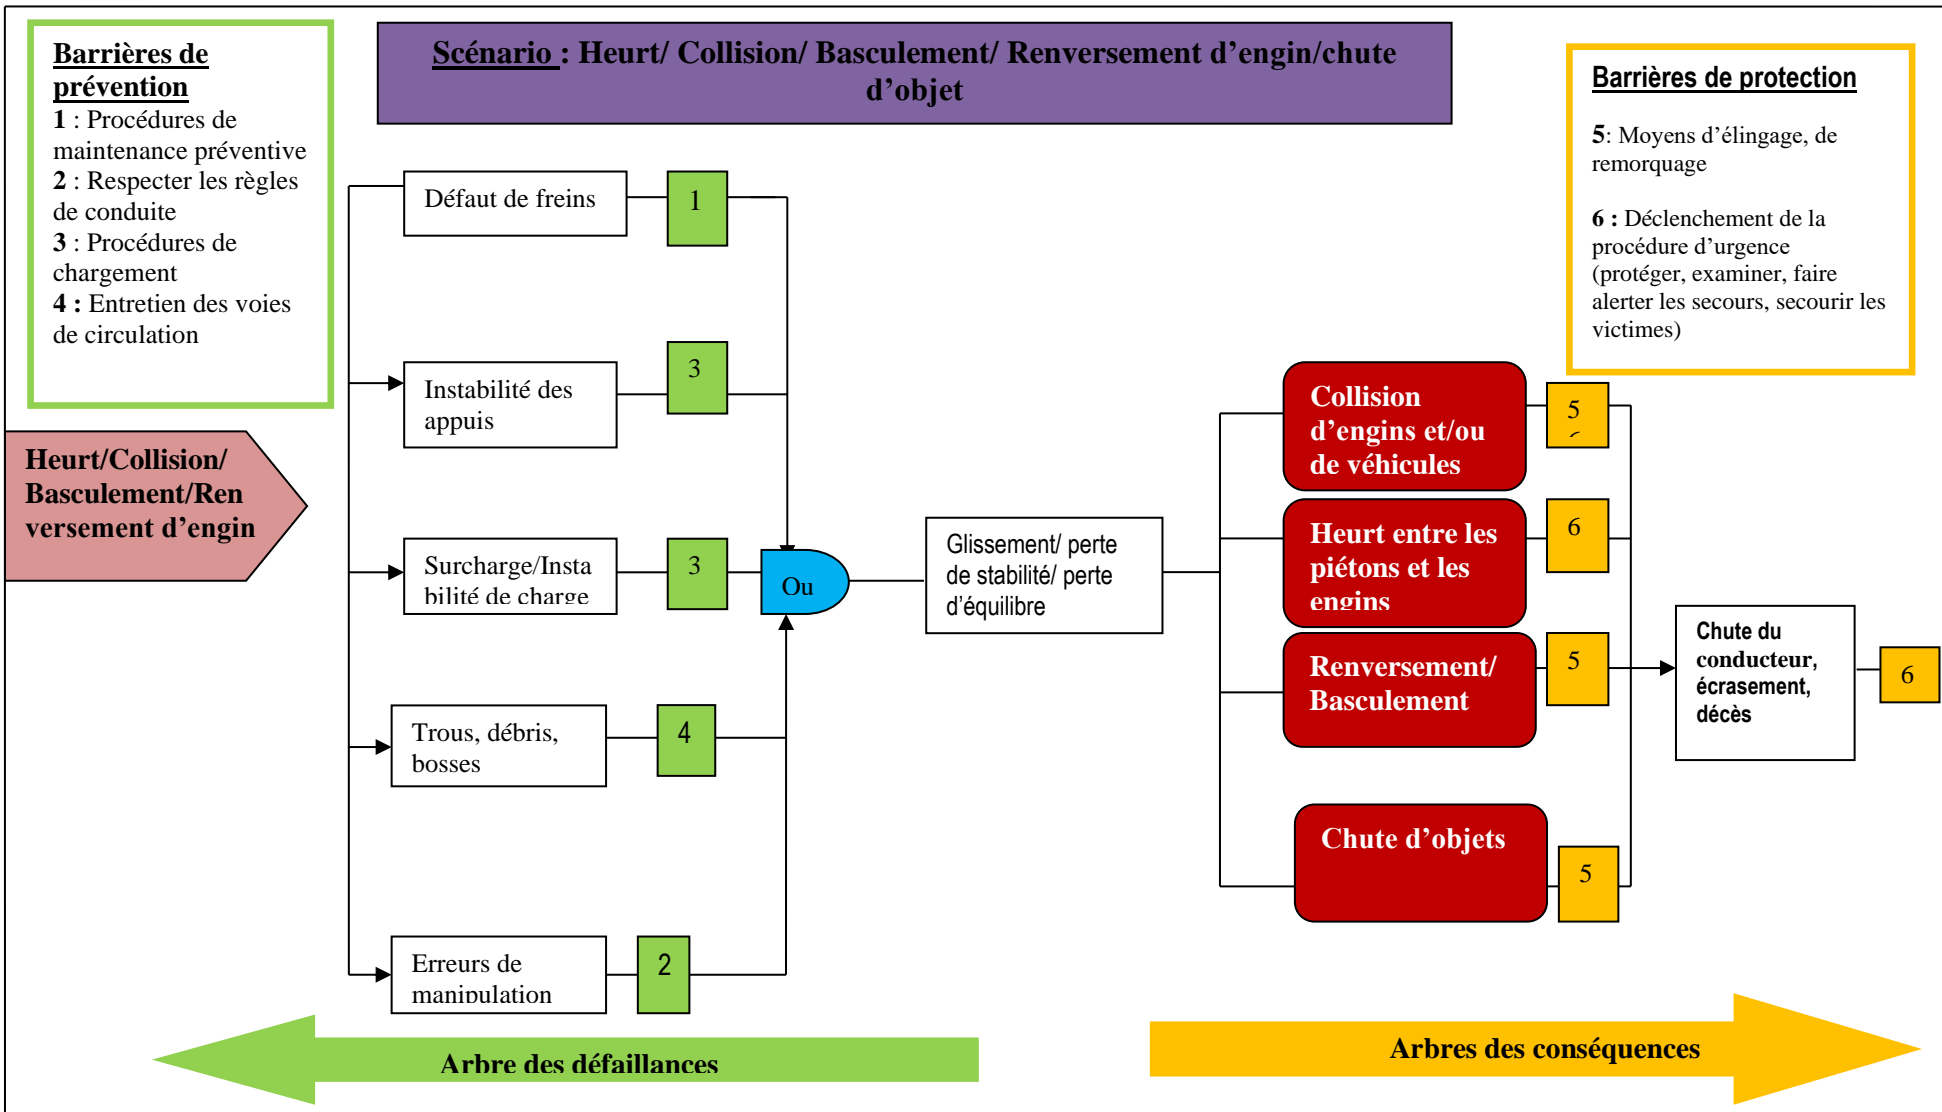 Barrières de
prévention
1 : Procédures de
maintenance préventive
2 : Respecter les règles
de conduite
3 : Procédures de
chargement
4 : Entretien des voies
de circulation
Scénario : Heurt/ Collision/ Basculement/ Renversement d’engin/chute
d’objet
Barrières de protection
5: Moyens d’élingage, de
remorquage
6 : Déclenchement de la
procédure d’urgence
(protéger, examiner, faire
alerter les secours, secourir les
victimes)
Heurt/Collision/
Basculement/Ren
versement d’engin
Défaut de freins
1
Instabilité des
appuis
3
Surcharge/Insta
bilité de charge
3
Trous, débris,
bosses
4
Erreurs de
manipulation
2
Ou
Glissement/ perte
de stabilité/ perte
d’équilibre
Collision
d’engins et/ou
de véhicules
5
Heurt entre les
piétons et les
engins
6
Renversement/
Basculement
5
Chute d’objets
5
Chute du
conducteur,
écrasement,
décès
6
Arbre des défaillances
Arbres des conséquences